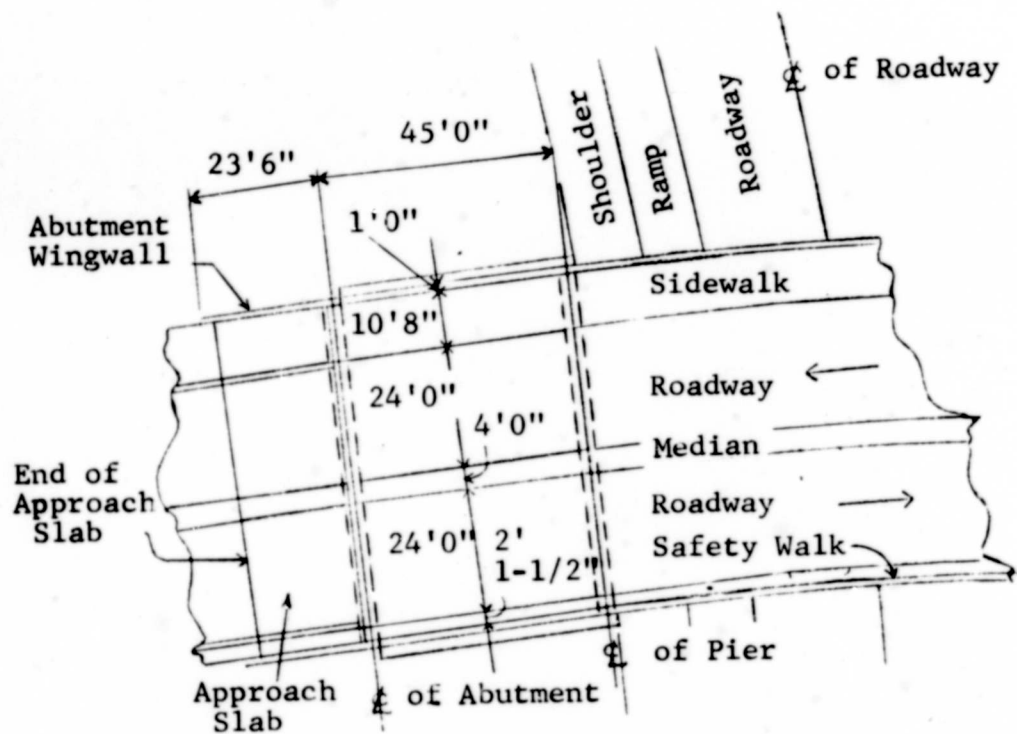 ℄ of Roadway
45'0"
23'6"
Shoulder
Ramp
Roadway
Abutment
Wingwall
1'0"
Sidewalk
10'8"
24'0"
Roadway
4'0"
Median
End of
Approach
Slab
Roadway
24'0"
2'
1-1/2"
Safety Walk
℄ of Pier
Approach
Slab
℄ of Abutment